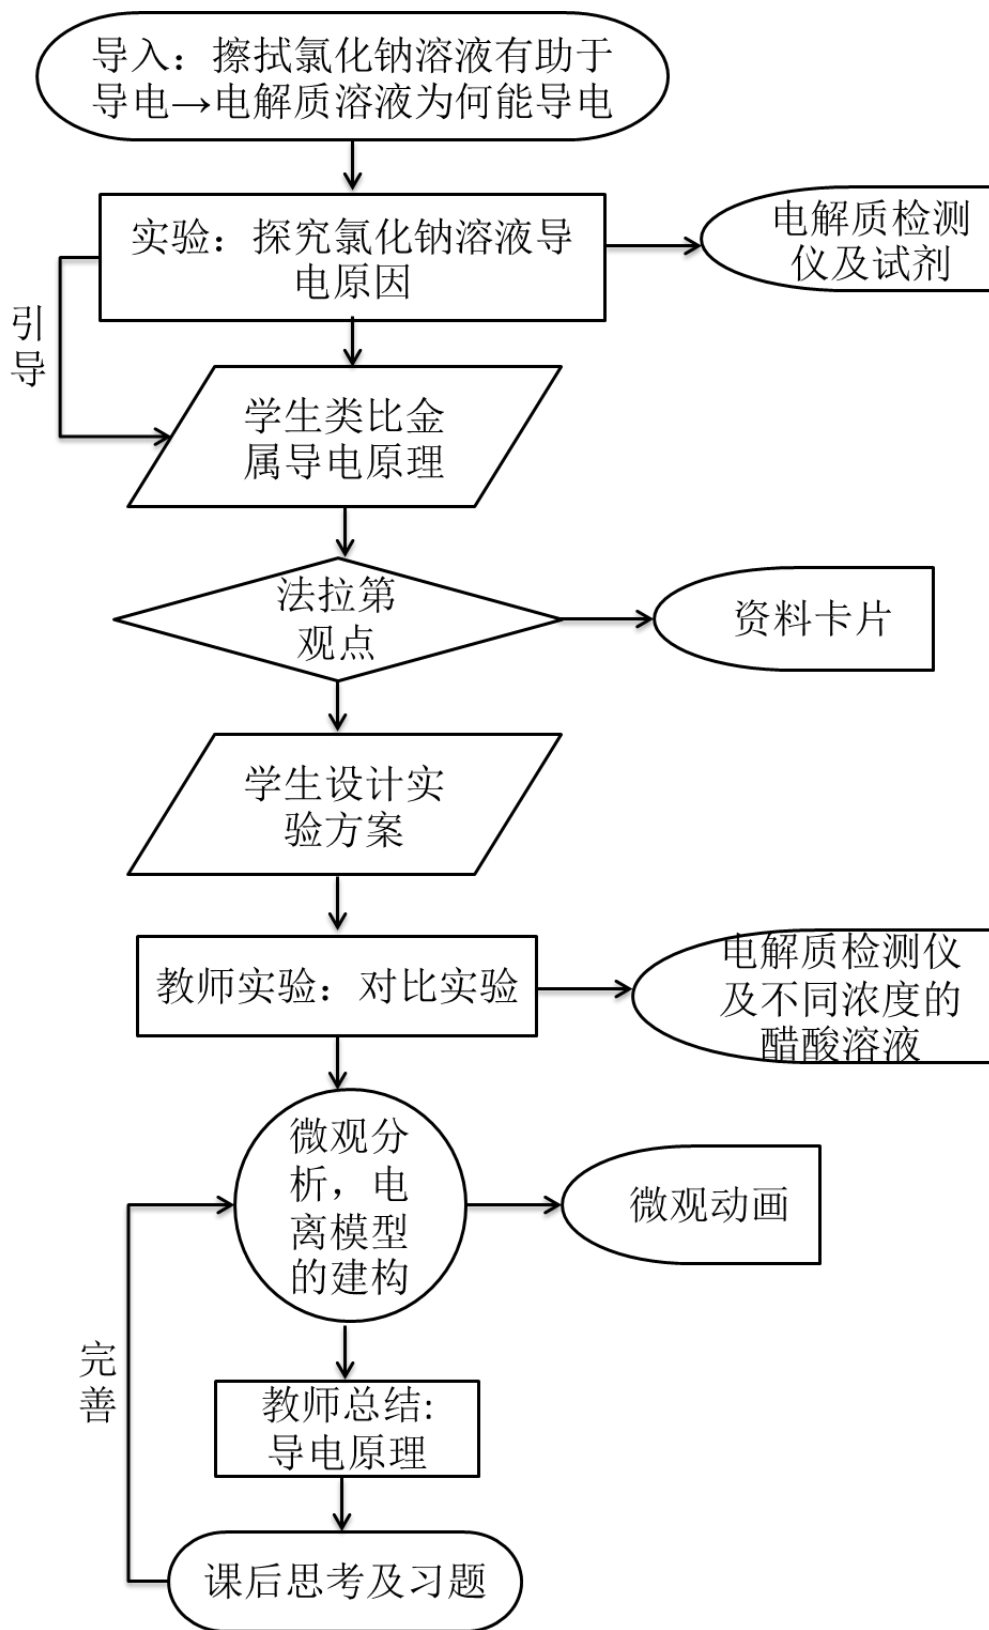 导入：擦拭氯化钠溶液有助于
导电→电解质溶液为何能导电
实验：探究氯化钠溶液导
电原因
电解质检测
仪及试剂
引
导
学生类比金
属导电原理
法拉第
观点
资料卡片
学生设计实
验方案
教师实验：对比实验
电解质检测仪
及不同浓度的
醋酸溶液
微观分
析，电
离模型
的建构
微观动画
完
善
教师总结:
导电原理
课后思考及习题